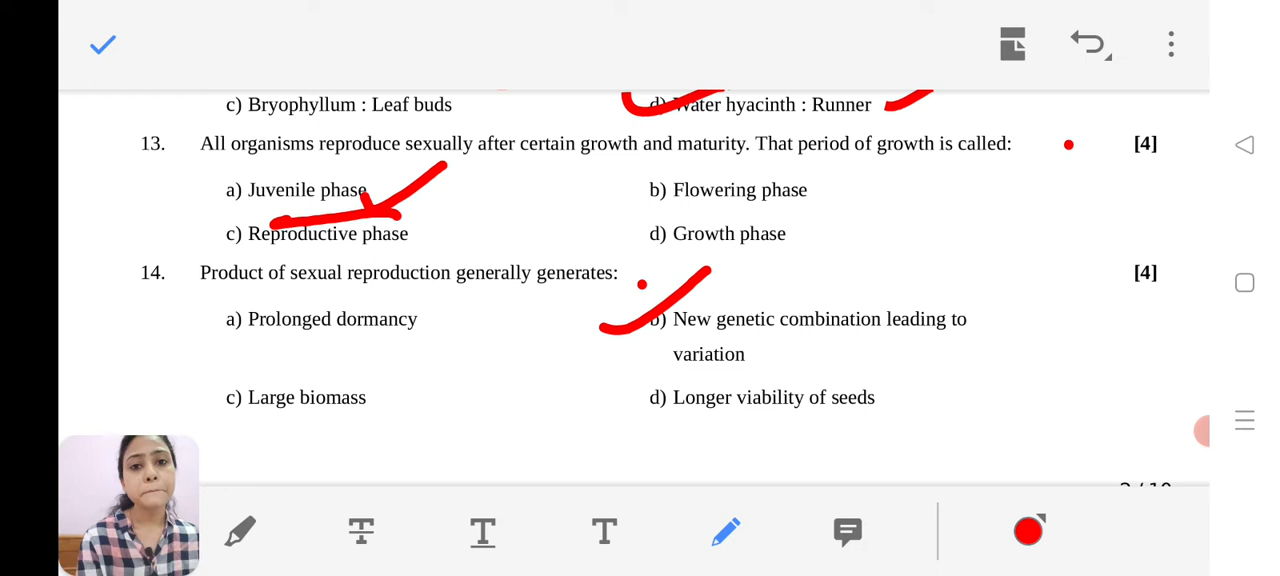 c) Bryophyllum : Leaf buds d) Water hyacinth : Runner
13. All organisms reproduce sexually after certain growth and maturity. That period of growth is called: [4]
a) Juvenile phase b) Flowering phase
c) Reproductive phase d) Growth phase
14. Product of sexual reproduction generally generates: [4]
a) Prolonged dormancy b) New genetic combination leading to
variation
c) Large biomass d) Longer viability of seeds
T T T